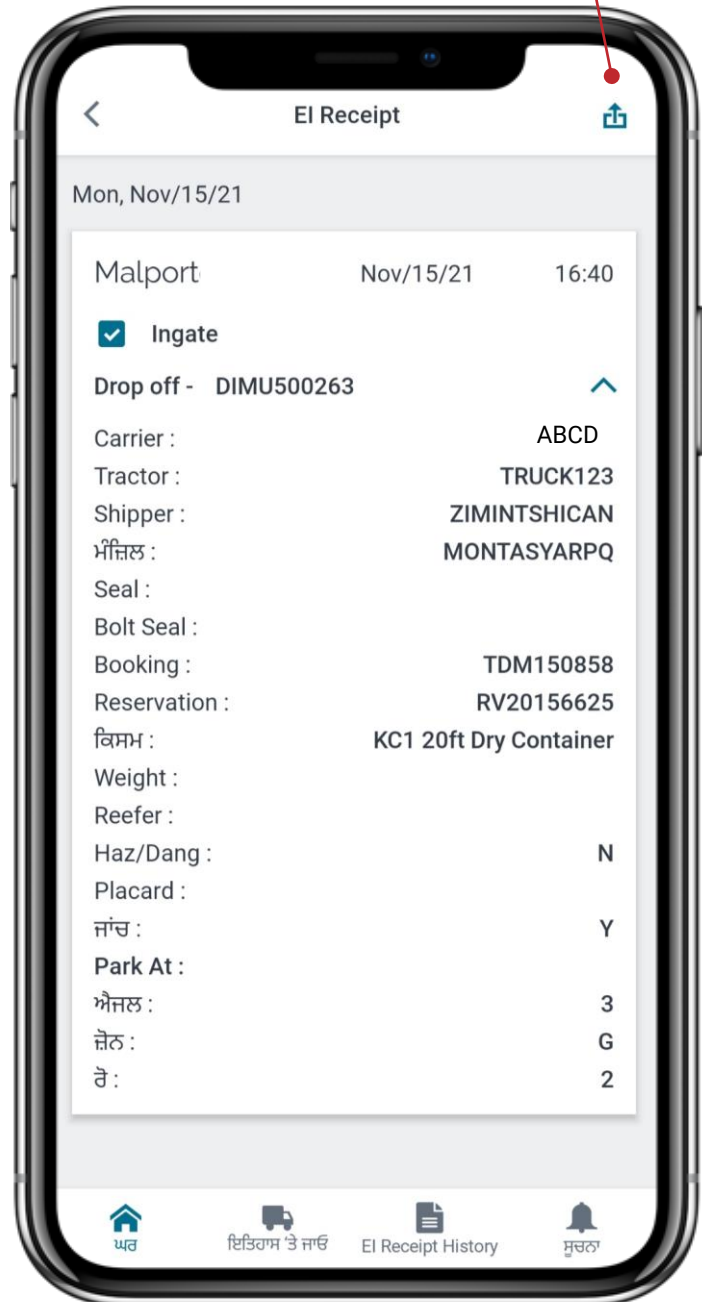 EI Receipt
Mon, Nov/15/21
Malport Nov/15/21 16:40
Ingate
Drop off - DIMU500263
Carrier : ABCD
Tractor : TRUCK123
Shipper : ZIMINTSHICAN
ਮੰਜ਼ਿਲ : MONTASYARPQ
Seal :
Bolt Seal :
Booking : TDM150858
Reservation : RV20156625
ਕਿਸਮ : KC1 20ft Dry Container
Weight :
Reefer :
Haz/Dang : N
Placard :
ਜਾਂਚ : Y
Park At :
ਐਜਲ : 3
ਜ਼ੋਨ : G
ਰੋ : 2
ਘਰ ਇਤਿਹਾਸ 'ਤੇ ਜਾਓ EI Receipt History ਸੂਚਨਾ